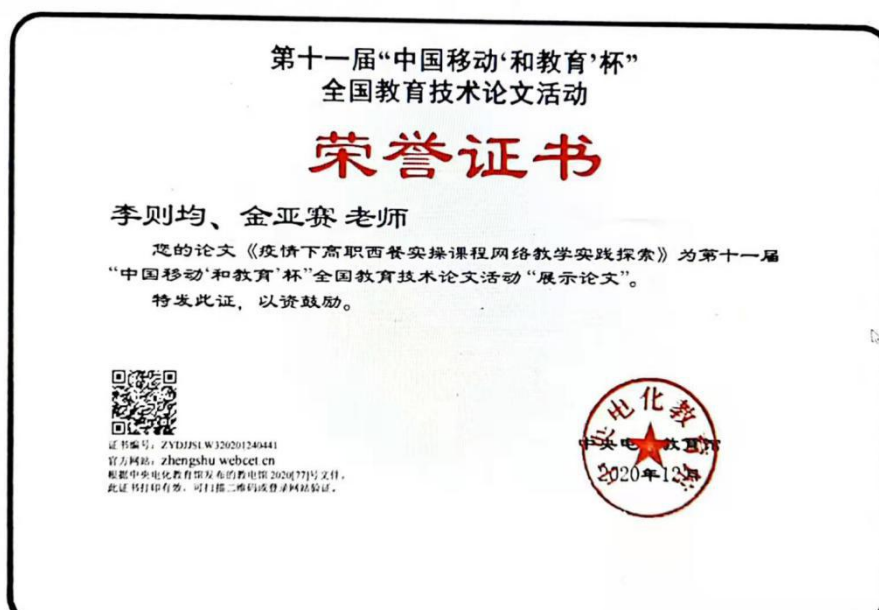 第十一届“中国移动‘和教育’杯”
全国教育技术论文活动
荣誉证书
李则均、金亚赛 老师
您的论文《疫情下高职西餐实操课程网络教学实践探索》为第十一届
“中国移动‘和教育’杯”全国教育技术论文活动“展示论文”。
特发此证，以资鼓励。
证书编号：ZYDJJSLW320201240441
官方网站：zhengshu.webcet.cn
根据中央电化教育馆发布的教电馆 2020[77]号文件，
此证书打印有效，可扫描二维码或登录网站验证。
中央电化教育馆
中央电 教育馆
2020年12月